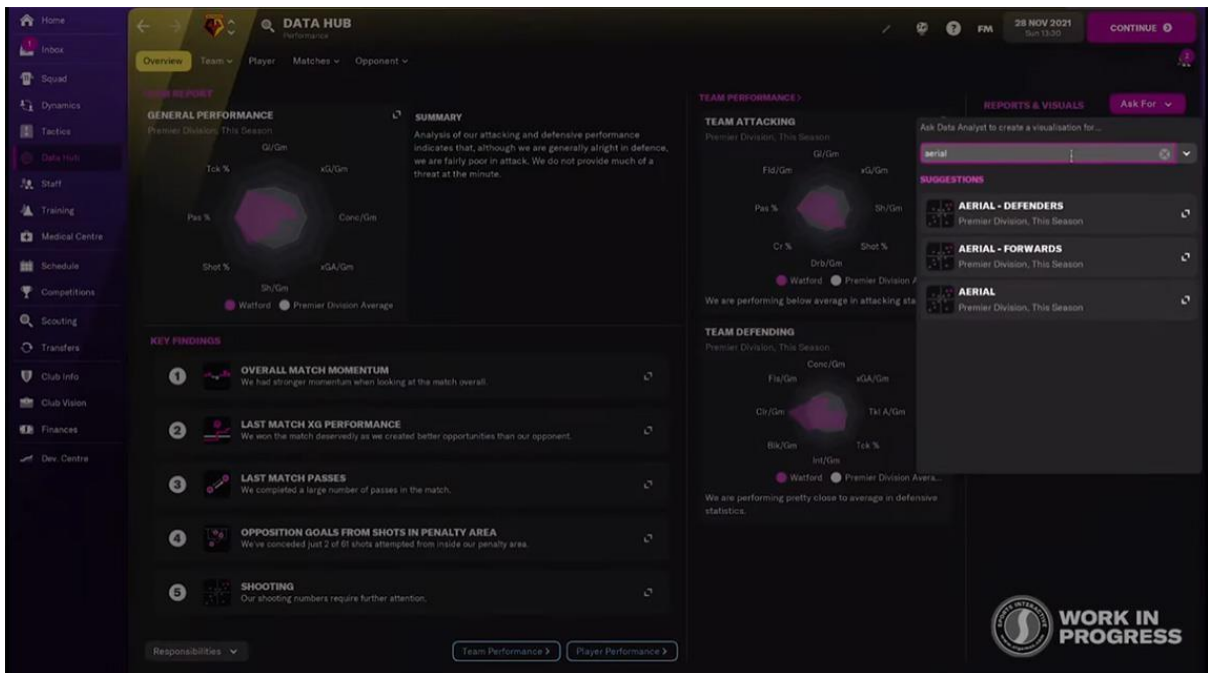 Home
1
Inbox
Squad
Dynamics
Tactics
Data Hub
Staff
Training
Medical Centre
Schedule
Competitions
Scouting
Transfers
Club Info
Club Vision
Finances
Dev. Centre
DATA HUB
Performance
FM
28 NOV 2021
Sun 13:30
CONTINUE
2
Overview
Team
Player
Matches
Opponent
TEAM REPORT
GENERAL PERFORMANCE
Premier Division, This Season
Gl/Gm
Tck %
xG/Gm
Pas %
Conc/Gm
Shot %
xGA/Gm
Sh/Gm
Watford
Premier Division Average
SUMMARY
Analysis of our attacking and defensive performance
indicates that, although we are generally alright in defence,
we are fairly poor in attack. We do not provide much of a
threat at the minute.
KEY FINDINGS
1
OVERALL MATCH MOMENTUM
We had stronger momentum when looking at the match overall.
2
LAST MATCH XG PERFORMANCE
We won the match deservedly as we created better opportunities than our opponent.
3
LAST MATCH PASSES
We completed a large number of passes in the match.
4
OPPOSITION GOALS FROM SHOTS IN PENALTY AREA
We've conceded just 2 of 61 shots attempted from inside our penalty area.
5
SHOOTING
Our shooting numbers require further attention.
Responsibilities
Team Performance >
Player Performance >
TEAM PERFORMANCE >
TEAM ATTACKING
Premier Division, This Season
Gl/Gm
Fld/Gm
xG/Gm
Pas %
Sh/Gm
Cr %
Shot %
Drb/Gm
Watford
Premier Division A
We are performing below average in attacking sta
TEAM DEFENDING
Premier Division, This Season
Conc/Gm
Fls/Gm
xGA/Gm
Clr/Gm
Tkl A/Gm
Blk/Gm
Tck %
Int/Gm
Watford
Premier Division Avera...
We are performing pretty close to average in defensive
statistics.
REPORTS & VISUALS
Ask For
Ask Data Analyst to create a visualisation for...
aerial
SUGGESTIONS
AERIAL - DEFENDERS
Premier Division, This Season
AERIAL - FORWARDS
Premier Division, This Season
AERIAL
Premier Division, This Season
SPORTS INTERACTIVE
WORK IN
PROGRESS